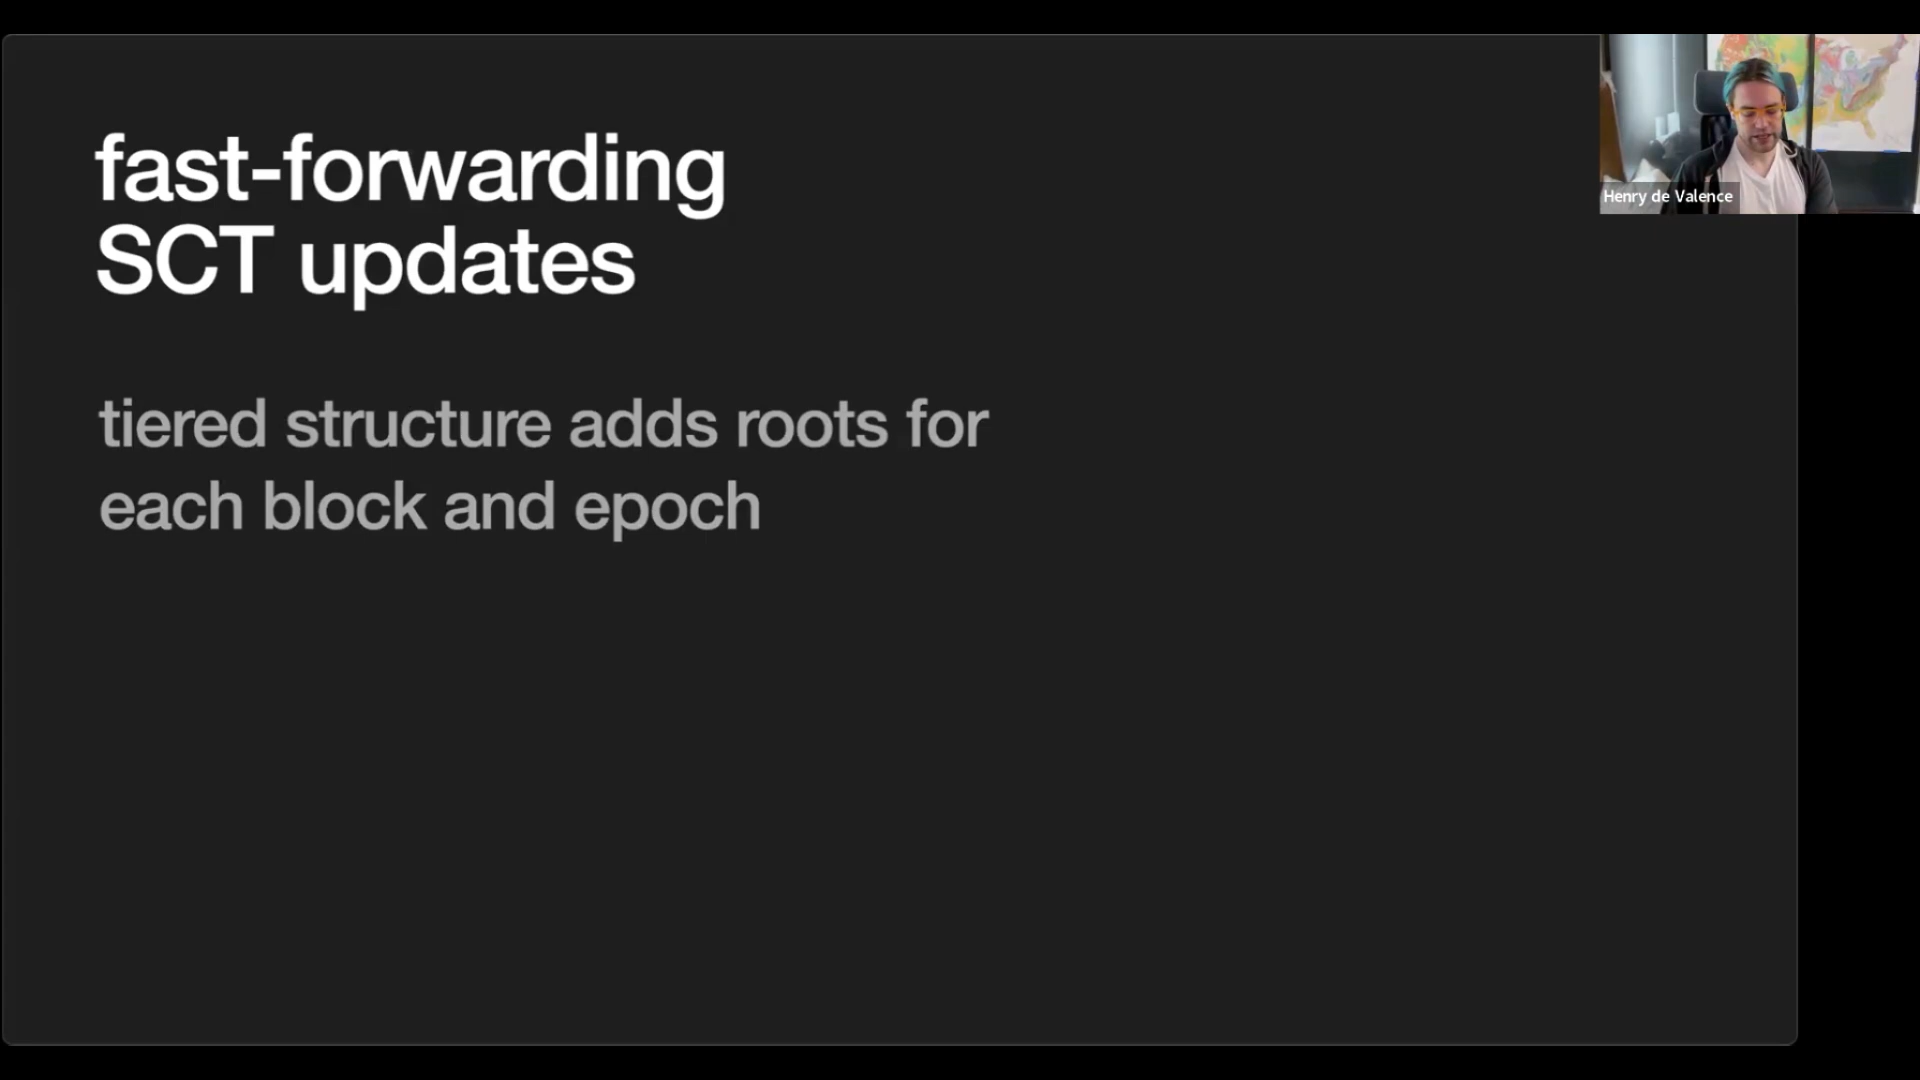 fast-forwarding
SCT updates
tiered structure adds roots for
each block and epoch
Henry de Valence